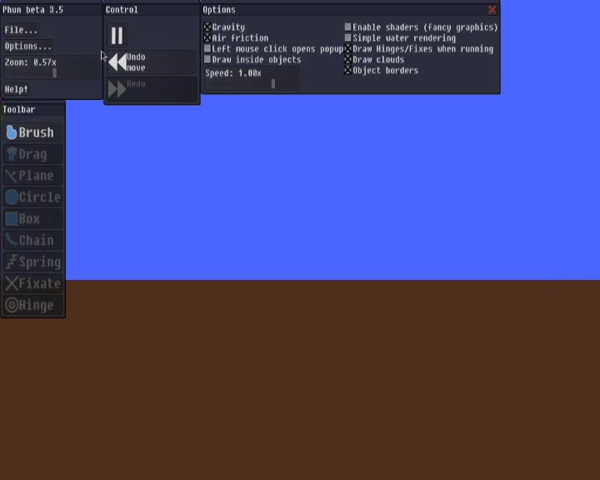 Phun beta 3.5
File...
Options...
Zoom: 0.57x
Help!
Control
Undo
move
Redo
Options
Gravity
Air friction
Left mouse click opens popup
Draw inside objects
Speed: 1.00x
Enable shaders (fancy graphics)
Simple water rendering
Draw Hinges/Fixes when running
Draw clouds
Object borders
Toolbar
Brush
Drag
Plane
Circle
Box
Chain
Spring
Fixate
Hinge